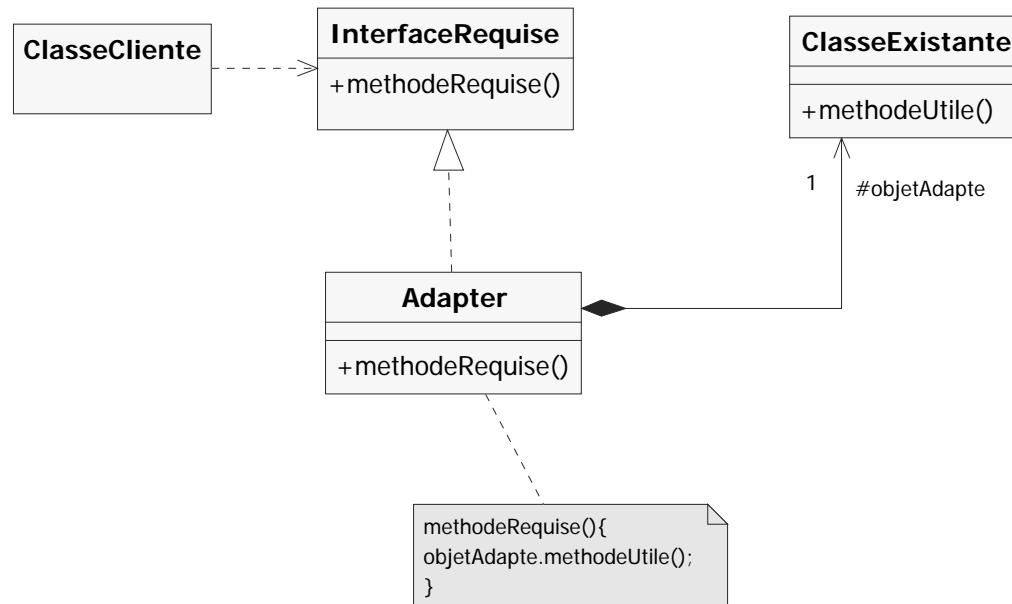 ClasseCliente
InterfaceRequise
+methodeRequise()
ClasseExistante
+methodeUtile()
1
#objetAdapte
Adapter
+methodeRequise()
methodeRequise(){
objetAdapte.methodeUtile();
}